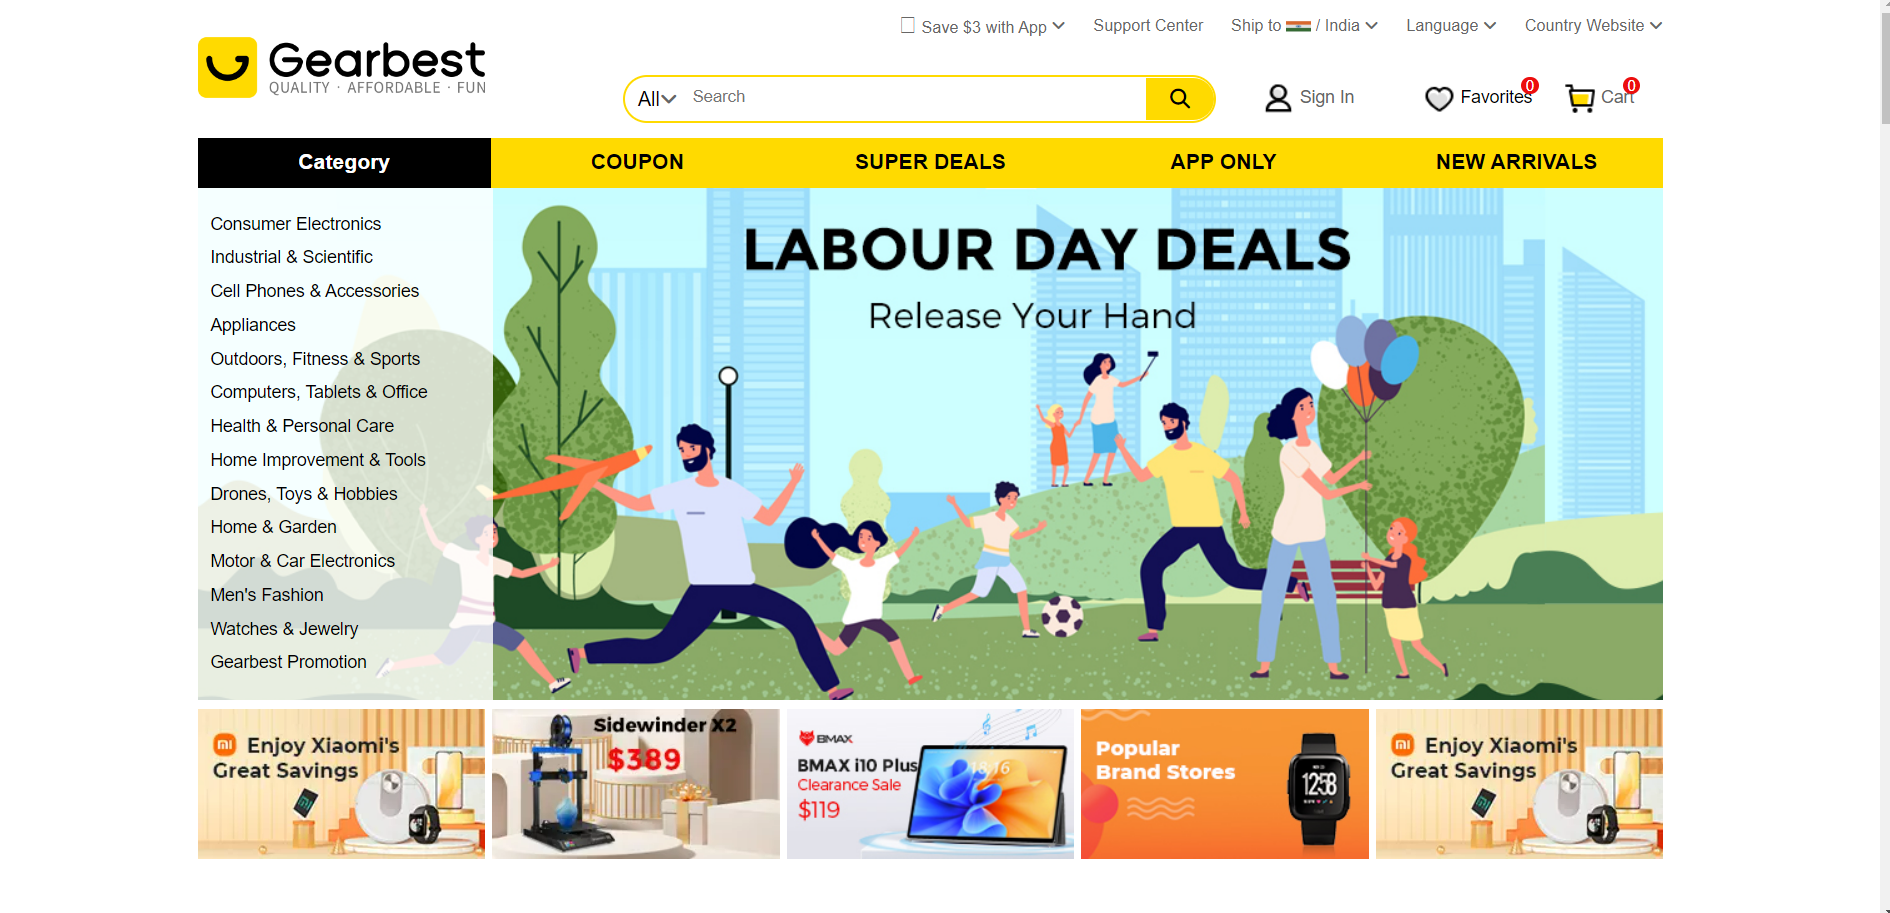 Save $3 with App
Support Center
Ship to / India
Language
Country Website
Gearbest
QUALITY · AFFORDABLE · FUN
All
Search
Sign In
Favorites
0
Cart
0
Category
COUPON
SUPER DEALS
APP ONLY
NEW ARRIVALS
Consumer Electronics
Industrial & Scientific
Cell Phones & Accessories
Appliances
Outdoors, Fitness & Sports
Computers, Tablets & Office
Health & Personal Care
Home Improvement & Tools
Drones, Toys & Hobbies
Home & Garden
Motor & Car Electronics
Men's Fashion
Watches & Jewelry
Gearbest Promotion
LABOUR DAY DEALS
Release Your Hand
mi Enjoy Xiaomi's
Great Savings
Sidewinder X2
$389
BMAX
BMAX i10 Plus
Clearance Sale
$119
18:16
Popular
Brand Stores
12:58
mi Enjoy Xiaomi's
Great Savings